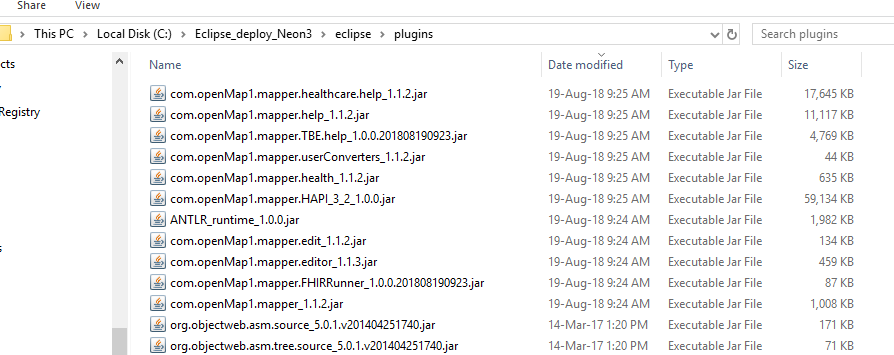 Share View
This PC > Local Disk (C:) > Eclipse_deploy_Neon3 > eclipse > plugins Search plugins
cts
Registry
Name Date modified Type Size
com.openMap1.mapper.healthcare.help_1.1.2.jar 19-Aug-18 9:25 AM Executable Jar File 17,645 KB
com.openMap1.mapper.help_1.1.2.jar 19-Aug-18 9:25 AM Executable Jar File 11,117 KB
com.openMap1.mapper.TBE.help_1.0.0.201808190923.jar 19-Aug-18 9:25 AM Executable Jar File 4,769 KB
com.openMap1.mapper.userConverters_1.1.2.jar 19-Aug-18 9:25 AM Executable Jar File 44 KB
com.openMap1.mapper.health_1.1.2.jar 19-Aug-18 9:25 AM Executable Jar File 635 KB
com.openMap1.mapper.HAPI_3_2_1.0.0.jar 19-Aug-18 9:25 AM Executable Jar File 59,134 KB
ANTLR_runtime_1.0.0.jar 19-Aug-18 9:24 AM Executable Jar File 1,982 KB
com.openMap1.mapper.edit_1.1.2.jar 19-Aug-18 9:24 AM Executable Jar File 134 KB
com.openMap1.mapper.editor_1.1.3.jar 19-Aug-18 9:24 AM Executable Jar File 459 KB
com.openMap1.mapper.FHIRRunner_1.0.0.201808190923.jar 19-Aug-18 9:24 AM Executable Jar File 87 KB
com.openMap1.mapper_1.1.2.jar 19-Aug-18 9:24 AM Executable Jar File 1,008 KB
org.objectweb.asm.source_5.0.1.v201404251740.jar 14-Mar-17 1:20 PM Executable Jar File 171 KB
org.objectweb.asm.tree.source_5.0.1.v201404251740.jar 14-Mar-17 1:20 PM Executable Jar File 71 KB